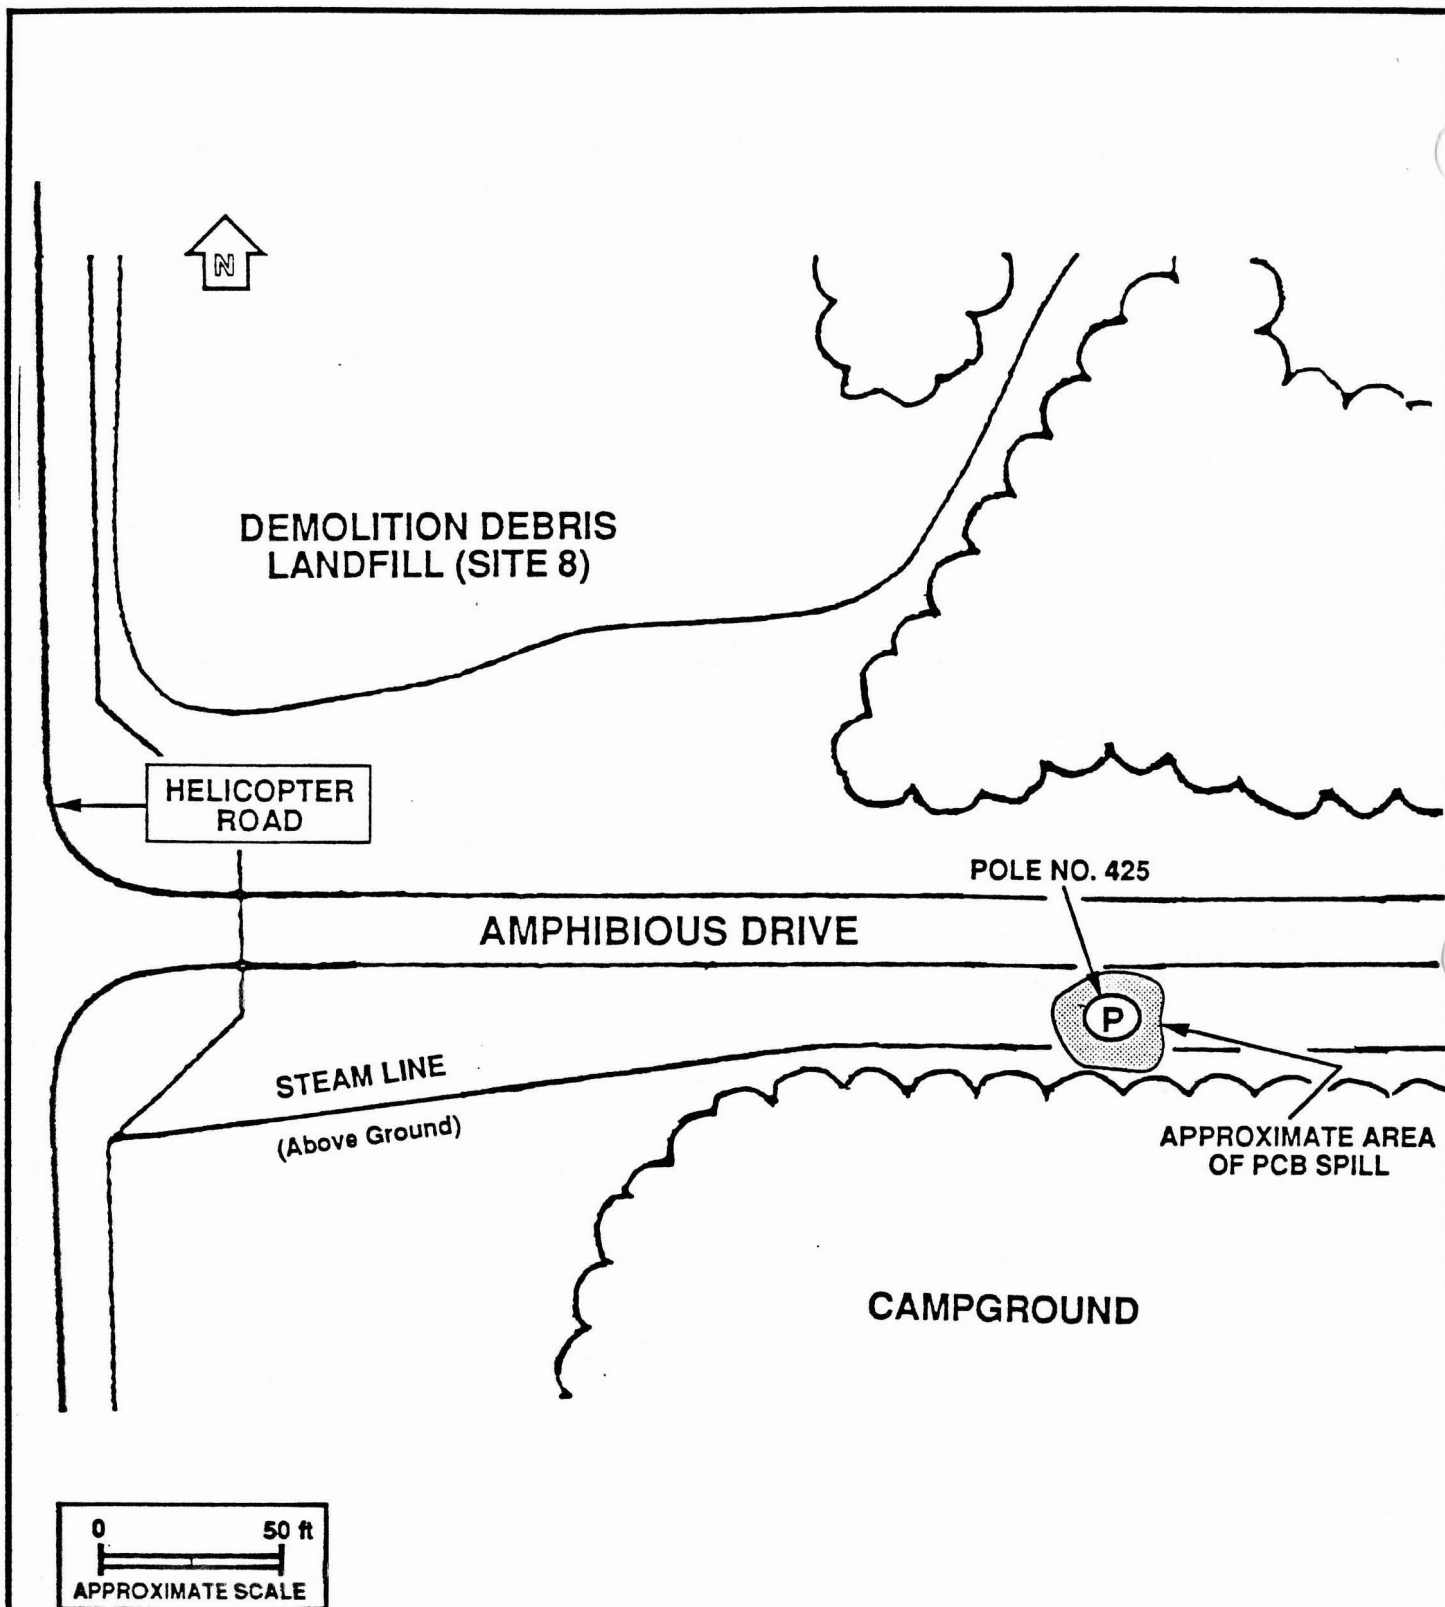 N
DEMOLITION DEBRIS
LANDFILL (SITE 8)
HELICOPTER
ROAD
POLE NO. 425
AMPHIBIOUS DRIVE
P
STEAM LINE
(Above Ground)
APPROXIMATE AREA
OF PCB SPILL
CAMPGROUND
0 50 ft
APPROXIMATE SCALE